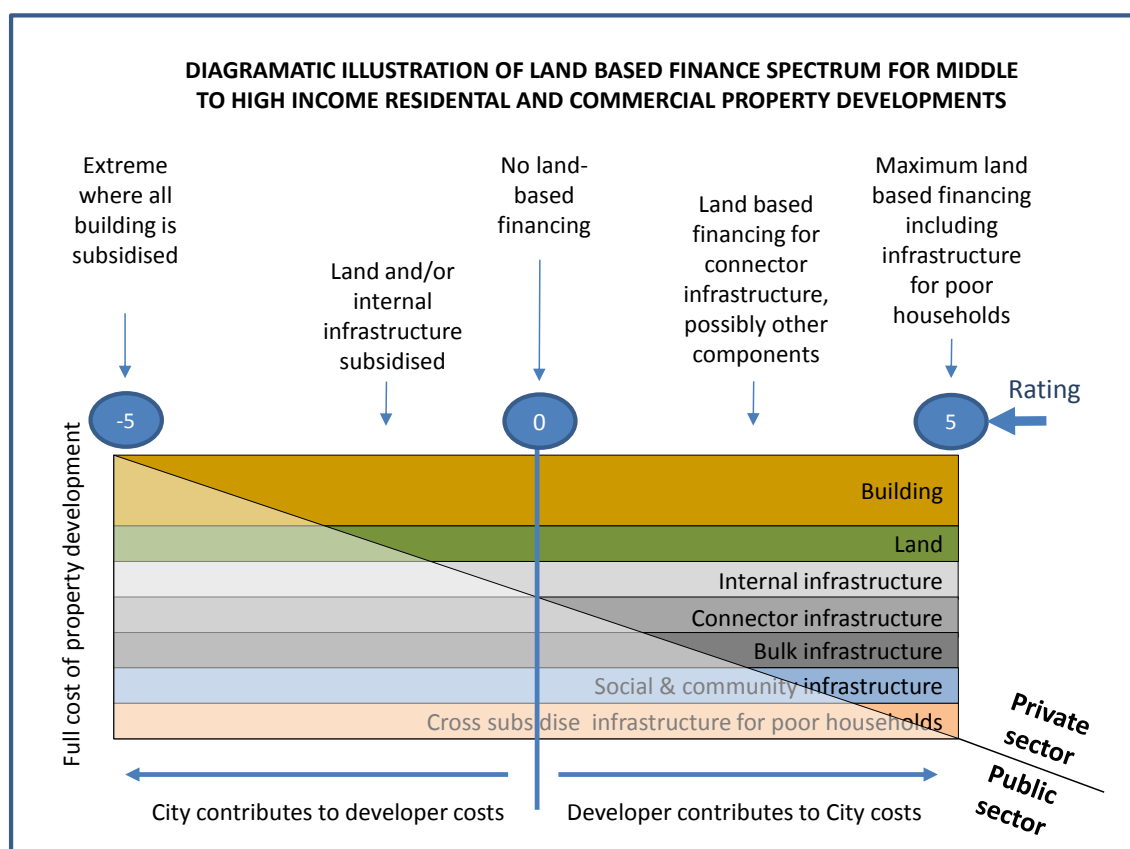 DIAGRAMATIC ILLUSTRATION OF LAND BASED FINANCE SPECTRUM FOR MIDDLE
TO HIGH INCOME RESIDENTAL AND COMMERCIAL PROPERTY DEVELOPMENTS
Extreme
where all
building is
subsidised
Land and/or
internal
infrastructure
subsidised
No land-
based
financing
Land based
financing for
connector
infrastructure,
possibly other
components
Maximum land
based financing
including
infrastructure
for poor
households
Rating
-5
0
5
Full cost of property development
Building
Land
Internal infrastructure
Connector infrastructure
Bulk infrastructure
Social & community infrastructure
Cross subsidise infrastructure for poor households
Private
sector
Public
sector
City contributes to developer costs
Developer contributes to City costs